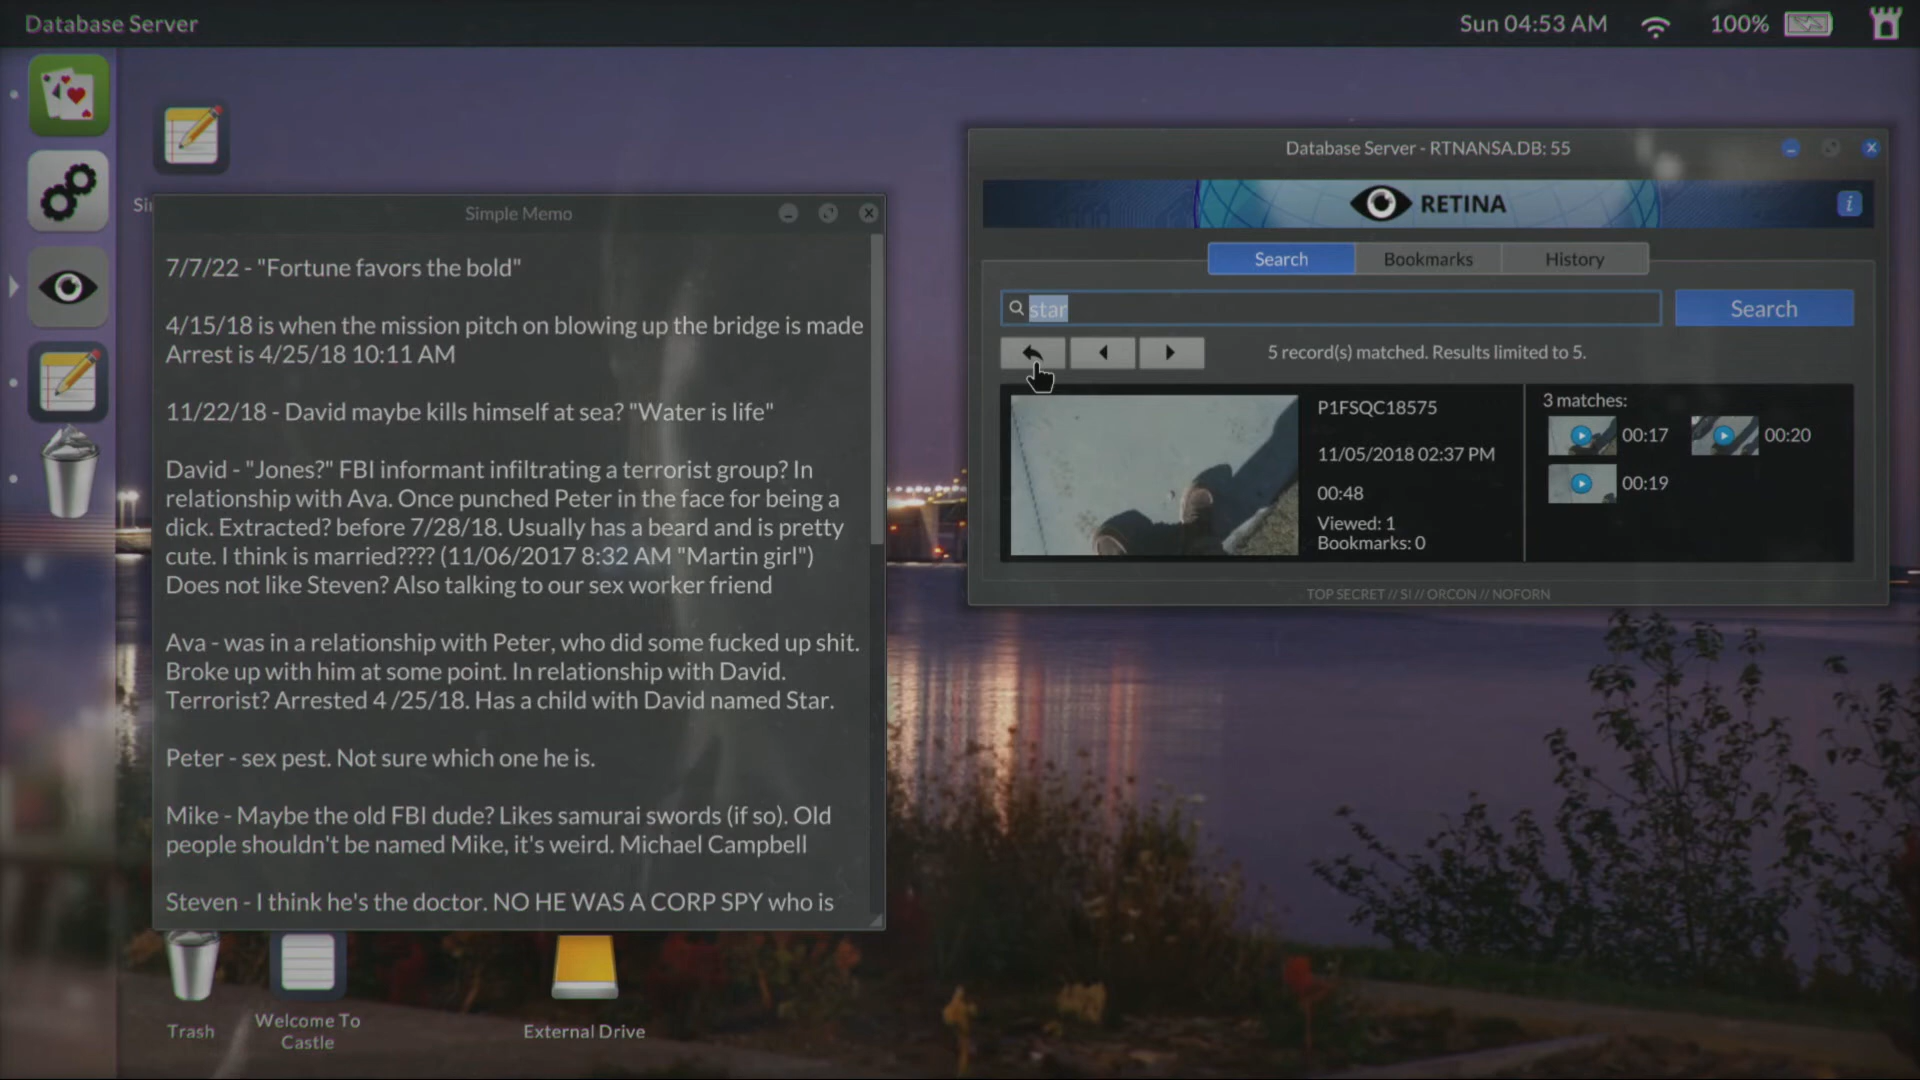 Database Server
Sun 04:53 AM
100%
Simple Memo
7/7/22 - "Fortune favors the bold"
4/15/18 is when the mission pitch on blowing up the bridge is made
Arrest is 4/25/18 10:11 AM
11/22/18 - David maybe kills himself at sea? "Water is life"
David - "Jones?" FBI informant infiltrating a terrorist group? In
relationship with Ava. Once punched Peter in the face for being a
dick. Extracted? before 7/28/18. Usually has a beard and is pretty
cute. I think is married???? (11/06/2017 8:32 AM "Martin girl")
Does not like Steven? Also talking to our sex worker friend
Ava - was in a relationship with Peter, who did some fucked up shit.
Broke up with him at some point. In relationship with David.
Terrorist? Arrested 4 /25/18. Has a child with David named Star.
Peter - sex pest. Not sure which one he is.
Mike - Maybe the old FBI dude? Likes samurai swords (if so). Old
people shouldn't be named Mike, it's weird. Michael Campbell
Steven - I think he's the doctor. NO HE WAS A CORP SPY who is
Trash
Welcome To
Castle
External Drive
Database Server - RTNANSA.DB: 55
RETINA
i
Search
Bookmarks
History
star
Search
5 record(s) matched. Results limited to 5.
P1FSQC18575
11/05/2018 02:37 PM
00:48
Viewed: 1
Bookmarks: 0
3 matches:
00:17
00:20
00:19
TOP SECRET // SI // ORCON // NOFORN